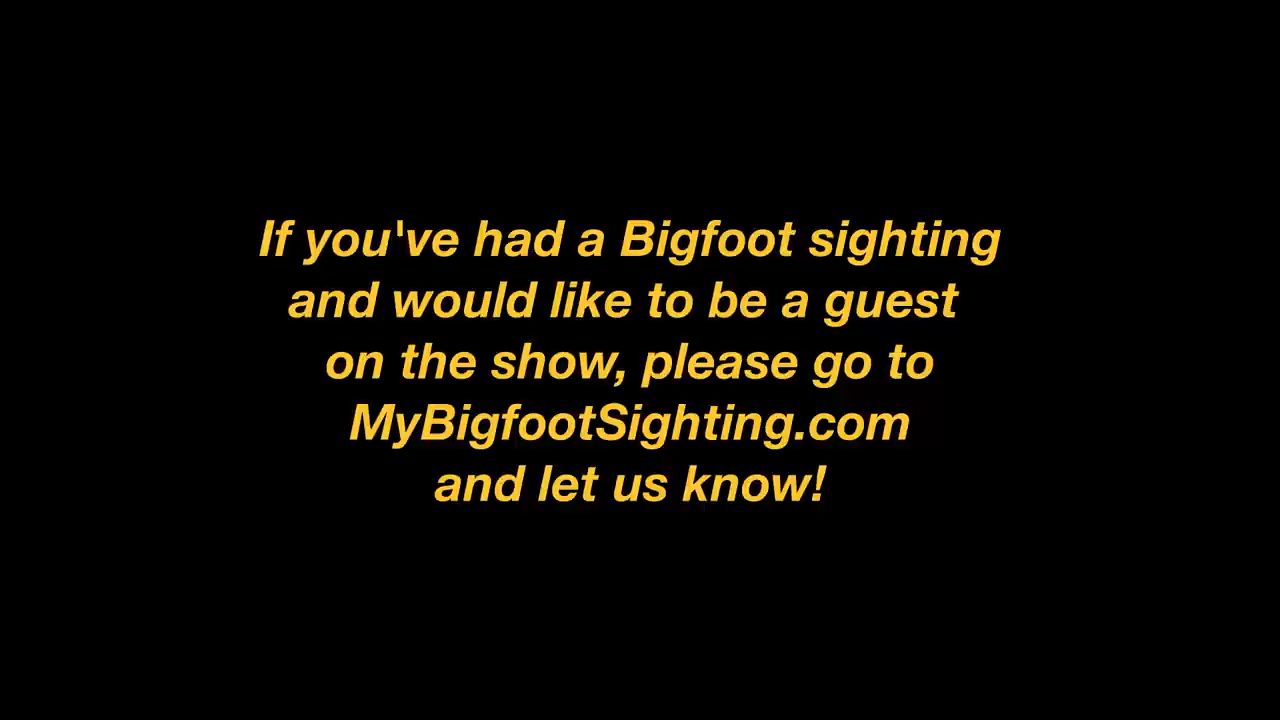 If you've had a Bigfoot sighting
and would like to be a guest
on the show, please go to
MyBigfootSighting.com
and let us know!